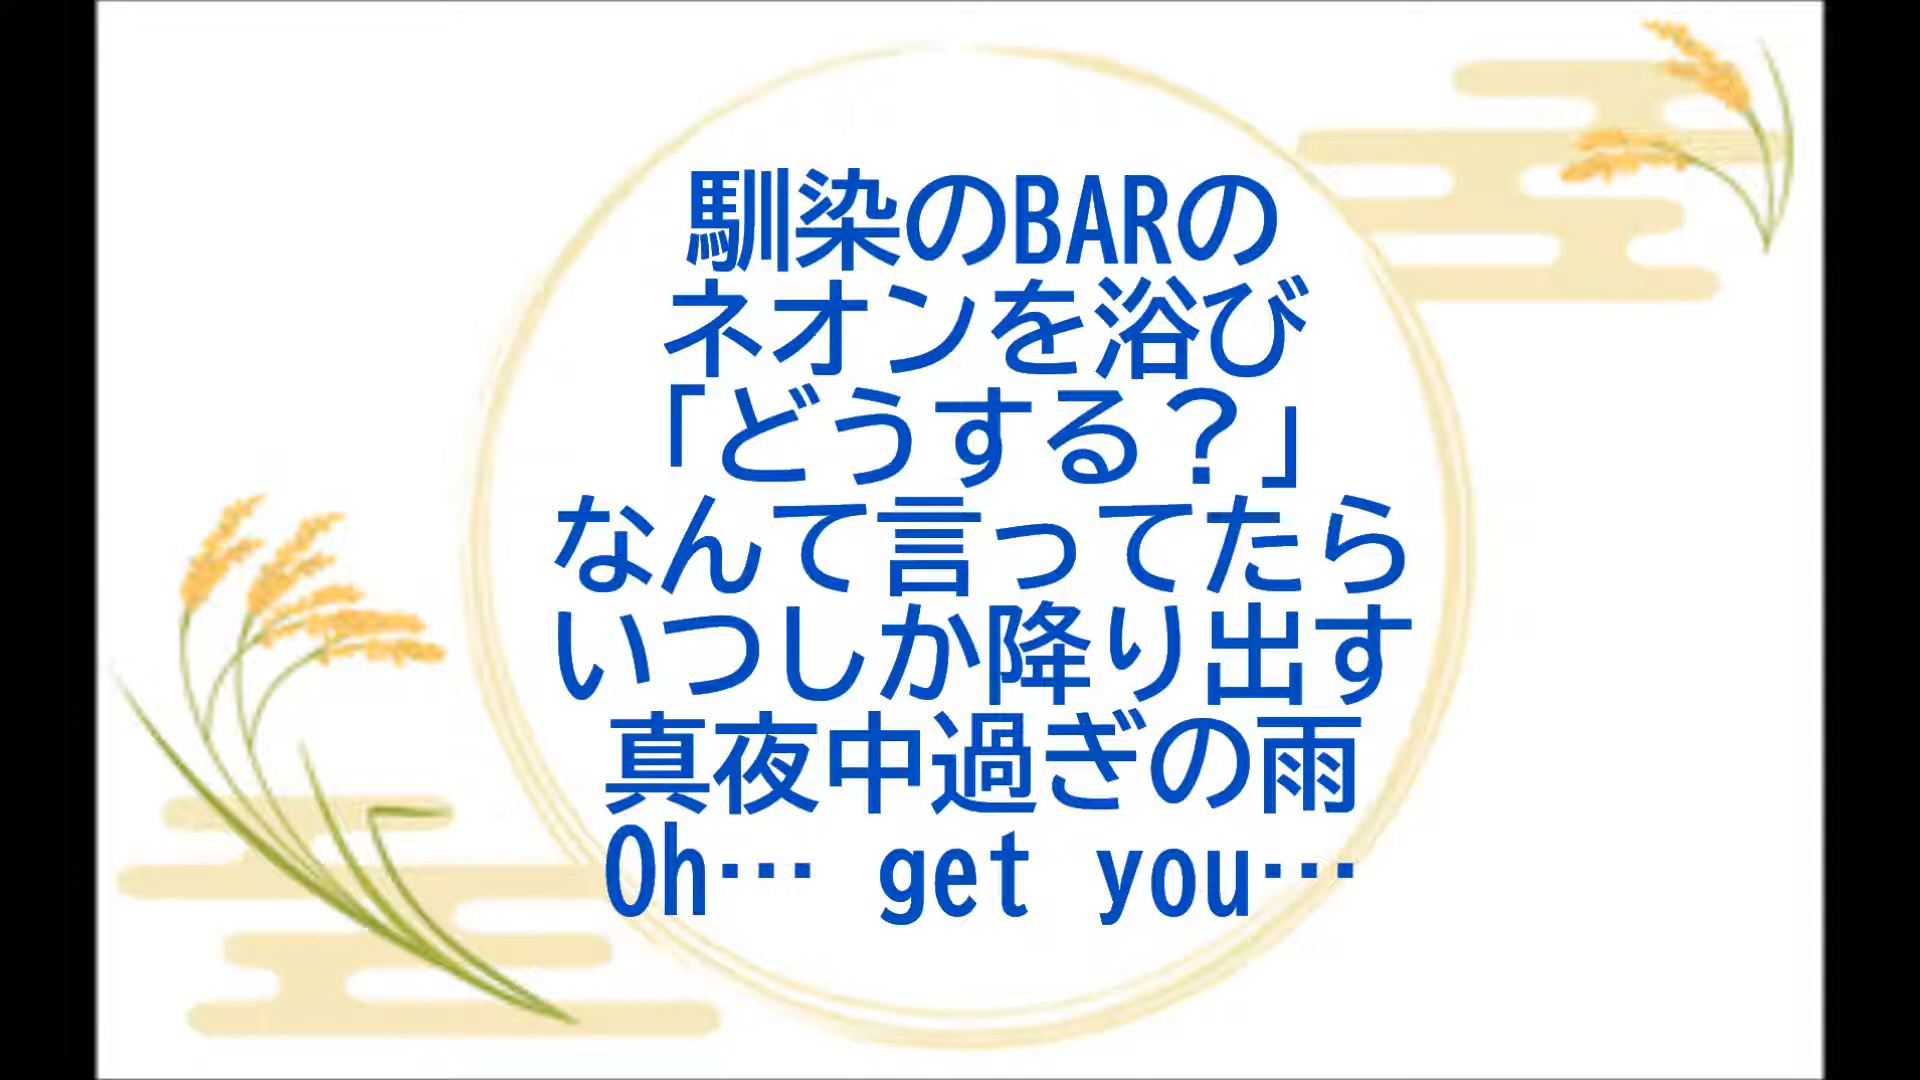 馴染のBARの
ネオンを浴び
「どうする？」
なんて言ってたら
いつしか降り出す
真夜中過ぎの雨
Oh… get you…